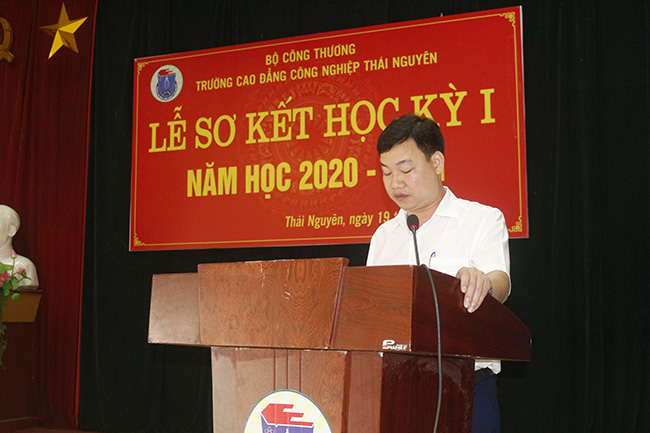 BỘ CÔNG THƯƠNG
TRƯỜNG CAO ĐẲNG CÔNG NGHIỆP THÁI NGUYÊN
LỄ SƠ KẾT HỌC KỲ I
NĂM HỌC 2020 -
Thái Nguyên, ngày 19